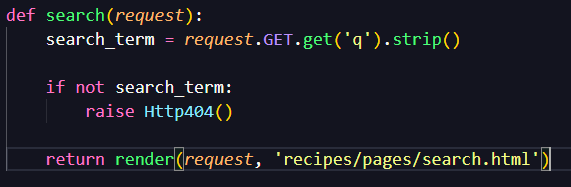 def search(request):
    search_term = request.GET.get('q').strip()

    if not search_term:
        raise Http404()

    return render(request, 'recipes/pages/search.html')